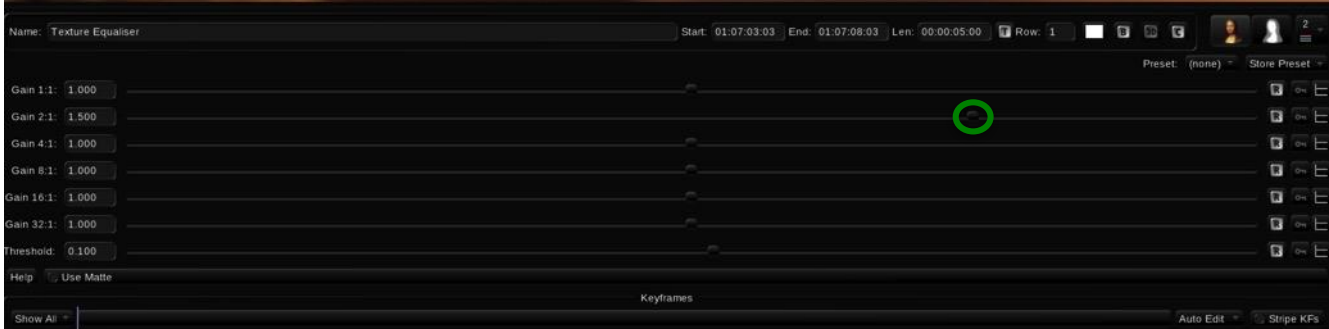 Name: Texture Equaliser Start: 01:07:03:03 End: 01:07:08:03 Len: 00:00:05:00 T Row: 1 2
Preset: (none) Store Preset
Gain 1:1: 1.000 R
Gain 2:1: 1.500 R
Gain 4:1: 1.000 R
Gain 8:1: 1.000 R
Gain 16:1: 1.000 R
Gain 32:1: 1.000 R
Threshold: 0.100 R
Help Use Matte
Keyframes
Show All Auto Edit Stripe KFs